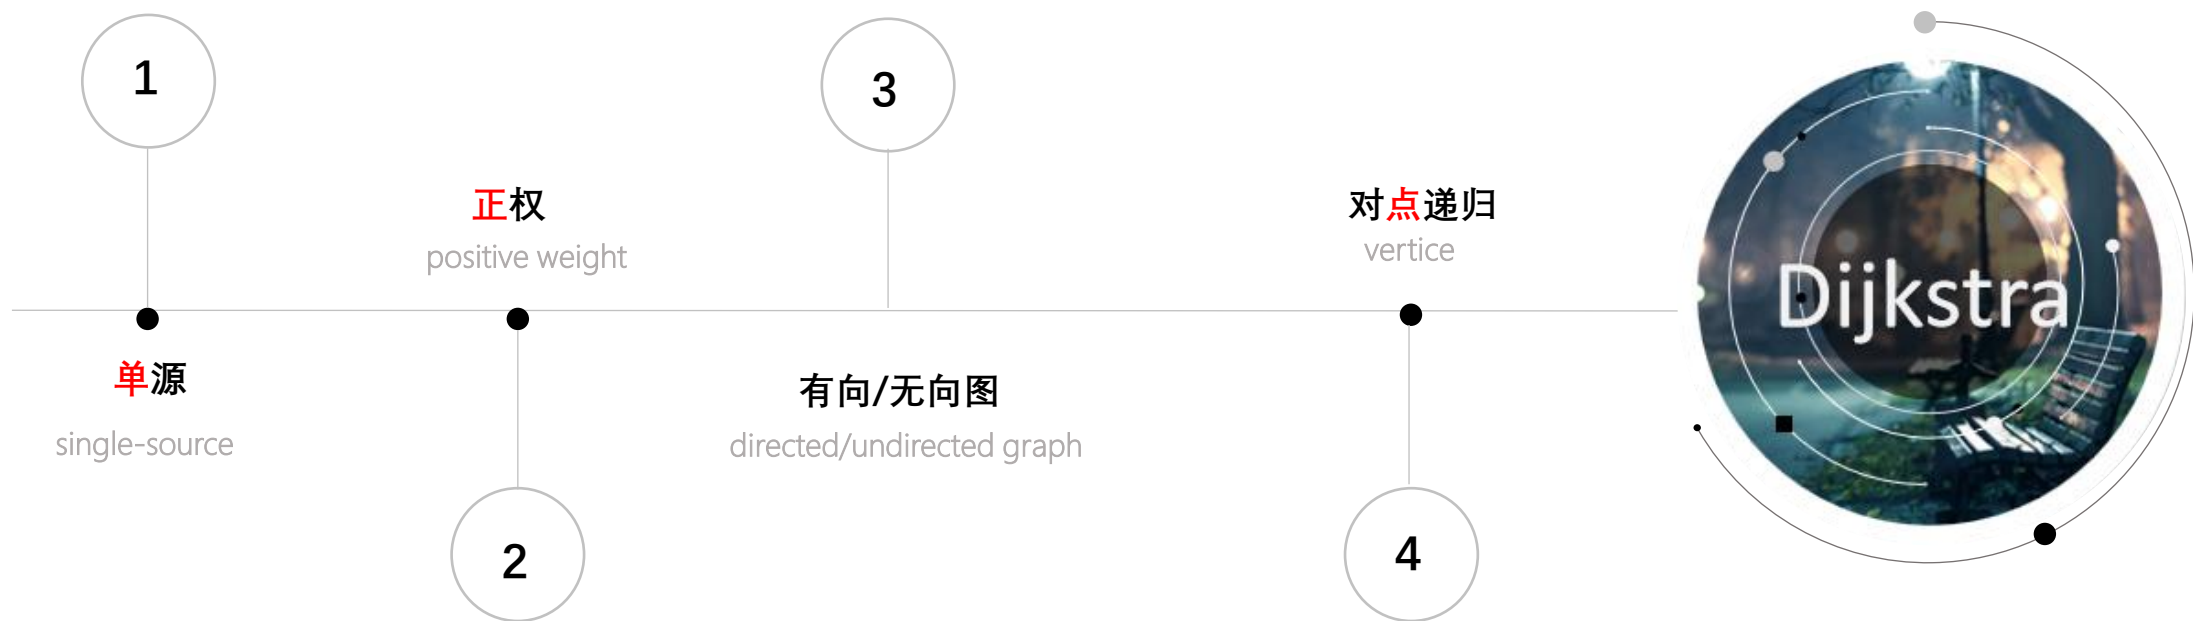 1
单源
single-source
正权
positive weight
2
3
有向/无向图
directed/undirected graph
对点递归
vertice
4
Dijkstra